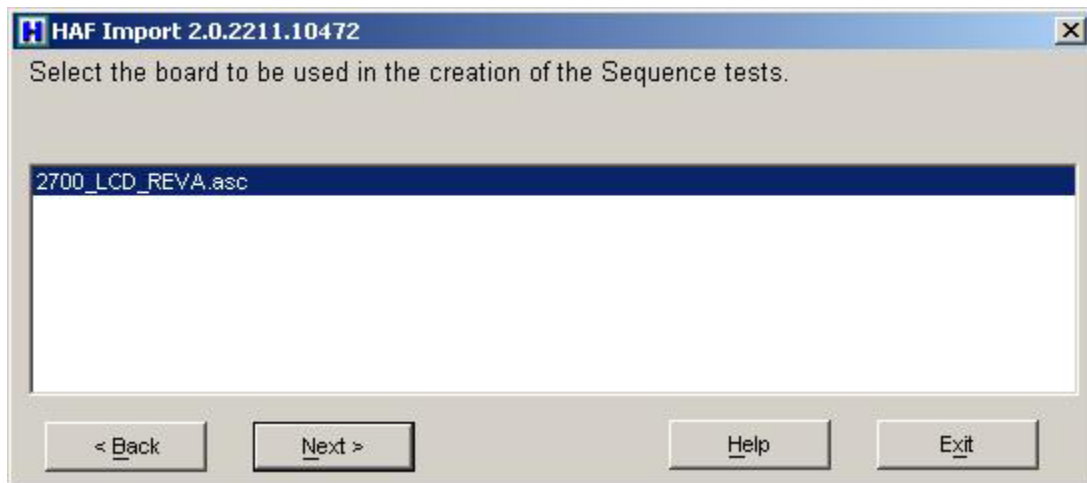 HAF Import 2.0.2211.10472
Select the board to be used in the creation of the Sequence tests.
2700_LCD_REVA.asc
< Back Next > Help Exit